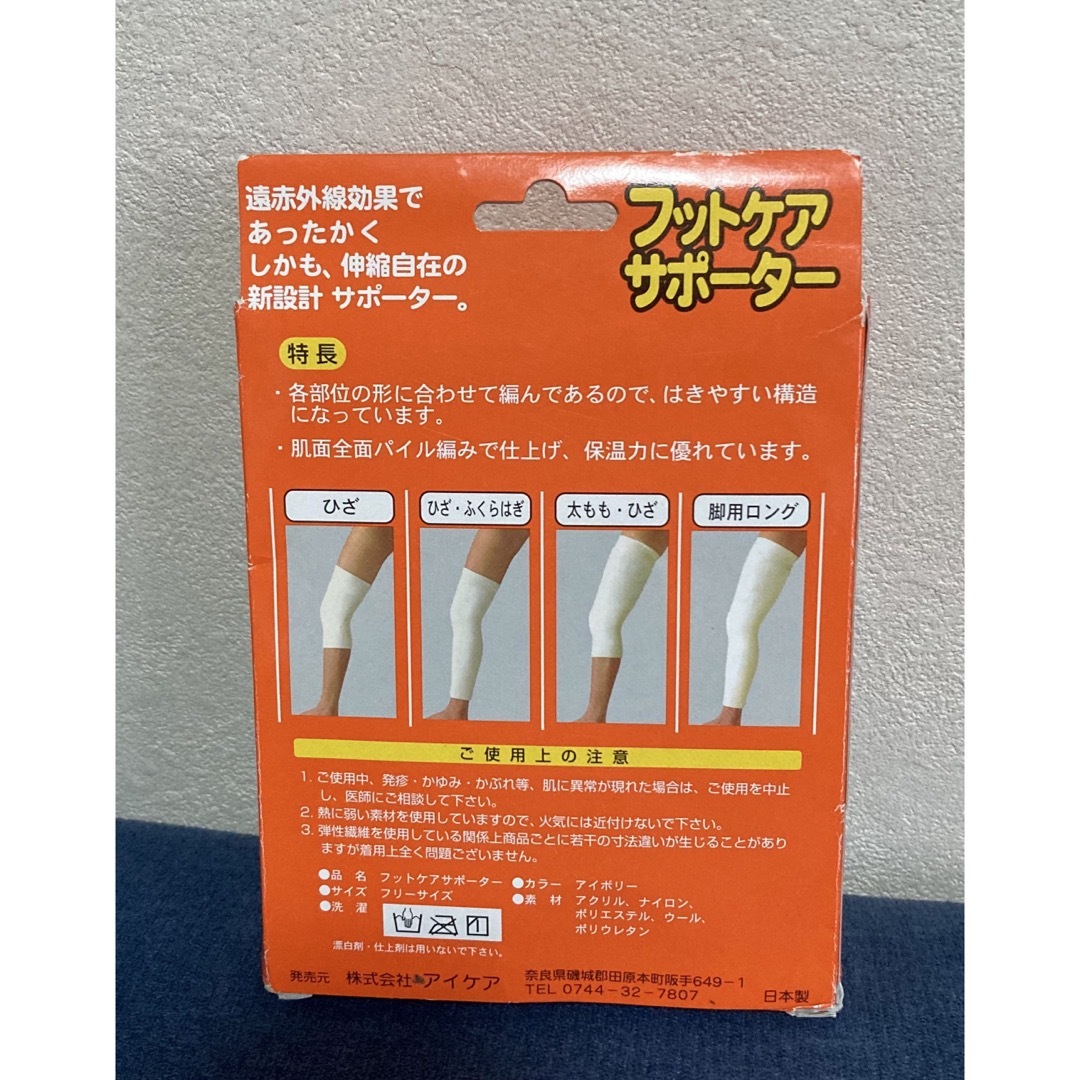 遠赤外線効果で
あったかく
しかも、伸縮自在の
新設計 サポーター。
フットケア
サポーター
特長
・各部位の形に合わせて編んであるので、はきやすい構造
になっています。
・肌面全面パイル編みで仕上げ、保温力に優れています。
ひざ
ひざ・ふくらはぎ
太もも・ひざ
脚用ロング
ご使用上の注意
1. ご使用中、発疹・かゆみ・かぶれ等、肌に異常が現れた場合は、ご使用を中止
し、医師にご相談して下さい。
2. 熱に弱い素材を使用していますので、火気には近付けないで下さい。
3. 弾性繊維を使用している関係上商品ごとに若干の寸法違いが生じることがあり
ますが着用上全く問題ございません。
●品 名 フットケアサポーター
●サイズ フリーサイズ
●洗 濯
漂白剤・仕上剤は用いないで下さい。
●カラー アイボリー
●素 材 アクリル、ナイロン、
ポリエステル、ウール、
ポリウレタン
発売元 株式会社 アイケア
奈良県磯城郡田原本町阪手649-1
TEL 0744-32-7807
日本製